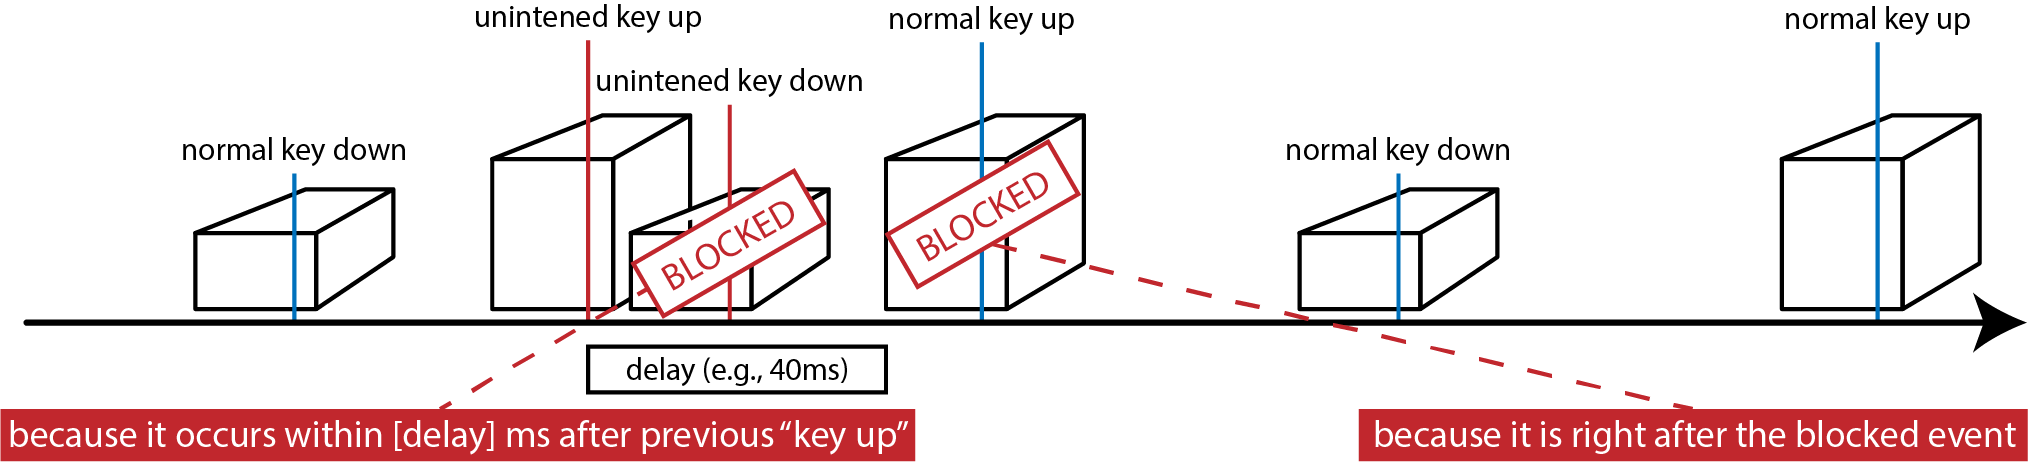 unintened key up
normal key up
normal key up
unintened key down
normal key down
normal key down
BLOCKED
BLOCKED
delay (e.g., 40ms)
because it occurs within [delay] ms after previous “key up”
because it is right after the blocked event